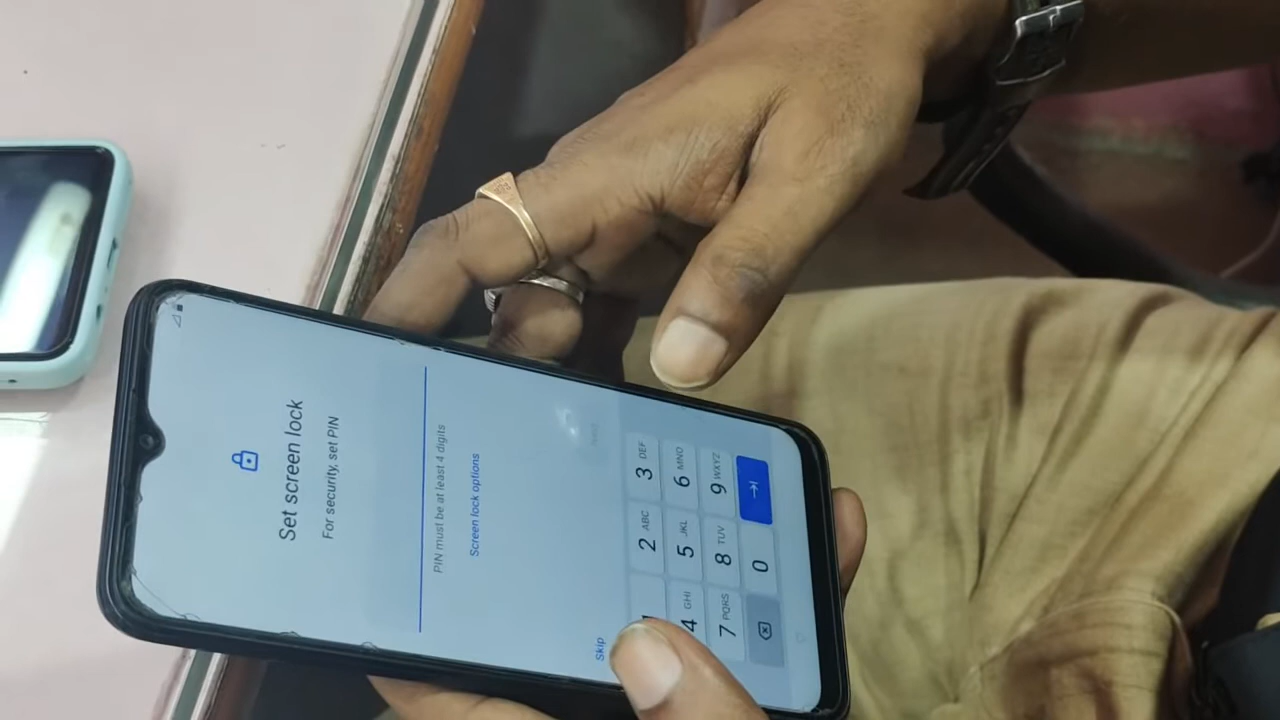 Set screen lock
For security, set PIN
PIN must be at least 4 digits
Screen lock options
Skip
2 ABC 3 DEF
4 GHI 5 JKL 6 MNO
7 PQRS 8 TUV 9 WXYZ
0